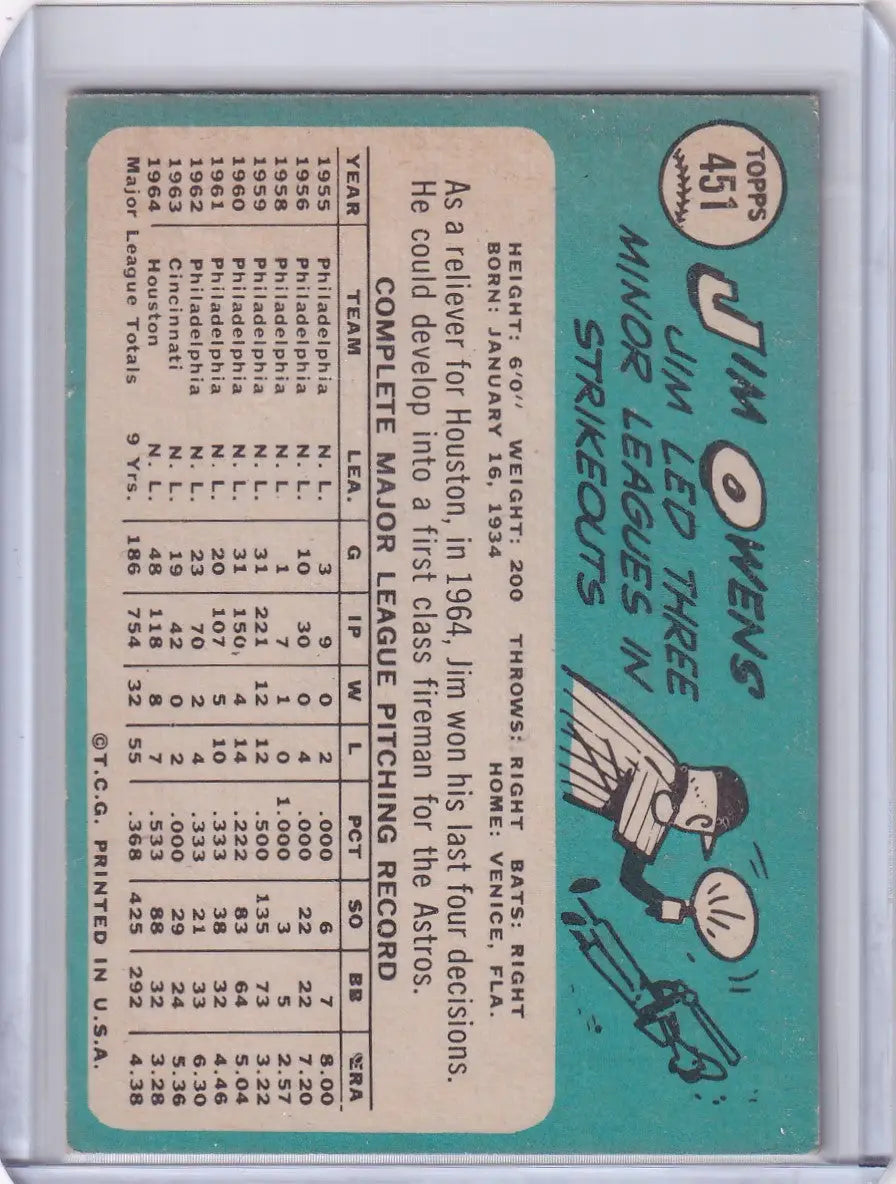 TOPPS
451
JIM OWENS
JIM LED THREE
MINOR LEAGUES IN
STRIKEOUTS
HEIGHT: 6'0" WEIGHT: 200 THROWS: RIGHT BATS: RIGHT
BORN: JANUARY 16, 1934 HOME: VENICE, FLA.
As a reliever for Houston, in 1964, Jim won his last four decisions.
He could develop into a first class fireman for the Astros.
COMPLETE MAJOR LEAGUE PITCHING RECORD
YEAR TEAM LEA. G IP W L PCT SO BB ERA
1955 Philadelphia N. L. 3 9 0 2 .000 6 7 8.00
1956 Philadelphia N. L. 10 30 0 4 .000 22 22 7.20
1958 Philadelphia N. L. 1 7 1 0 1.000 3 5 2.57
1959 Philadelphia N. L. 31 221 12 12 .500 135 73 3.22
1960 Philadelphia N. L. 31 150 4 14 .222 83 64 5.04
1961 Philadelphia N. L. 20 107 5 10 .333 38 32 4.46
1962 Philadelphia N. L. 23 70 2 4 .333 21 33 6.30
1963 Cincinnati N. L. 19 42 0 2 .000 29 24 5.36
1964 Houston N. L. 48 118 8 7 .533 88 32 3.28
Major League Totals 9 Yrs. 186 754 32 55 .368 425 292 4.38
©T.C.G. PRINTED IN U.S.A.